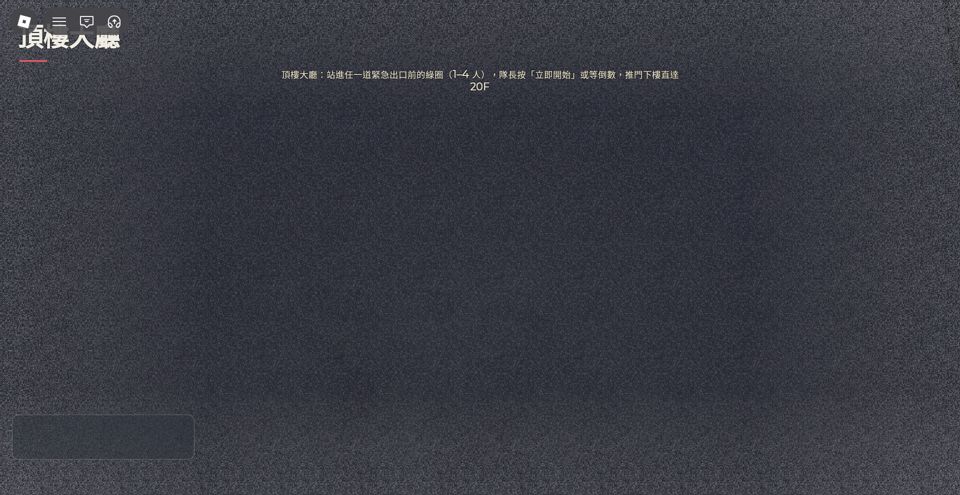 頂樓大廳
頂樓大廳：站進任一道緊急出口前的綠圈（1–4 人），隊長按「立即開始」或等倒數，推門下樓直達
20F